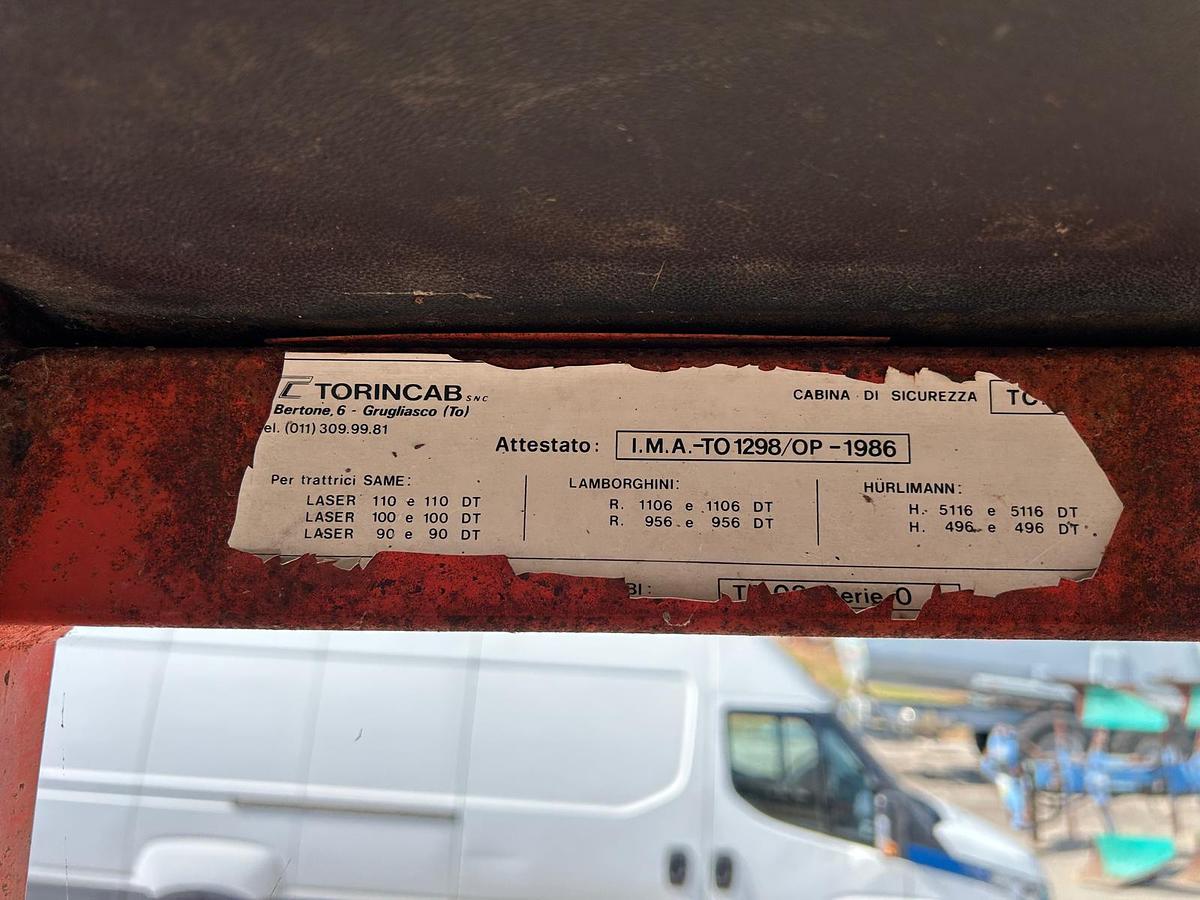 TORINCAB SNC
Bertone, 6 - Grugliasco (To)
el. (011) 309.99.81
CABINA DI SICUREZZA
Attestato: I.M.A.-TO 1298/OP - 1986
Per trattrici SAME:
LASER 110 e 110 DT
LASER 100 e 100 DT
LASER 90 e 90 DT
LAMBORGHINI:
R. 1106 e 1106 DT
R. 956 e 956 DT
HÜRLIMANN:
H. 5116 e 5116 DT
H. 496 e 496 DT
erie 0